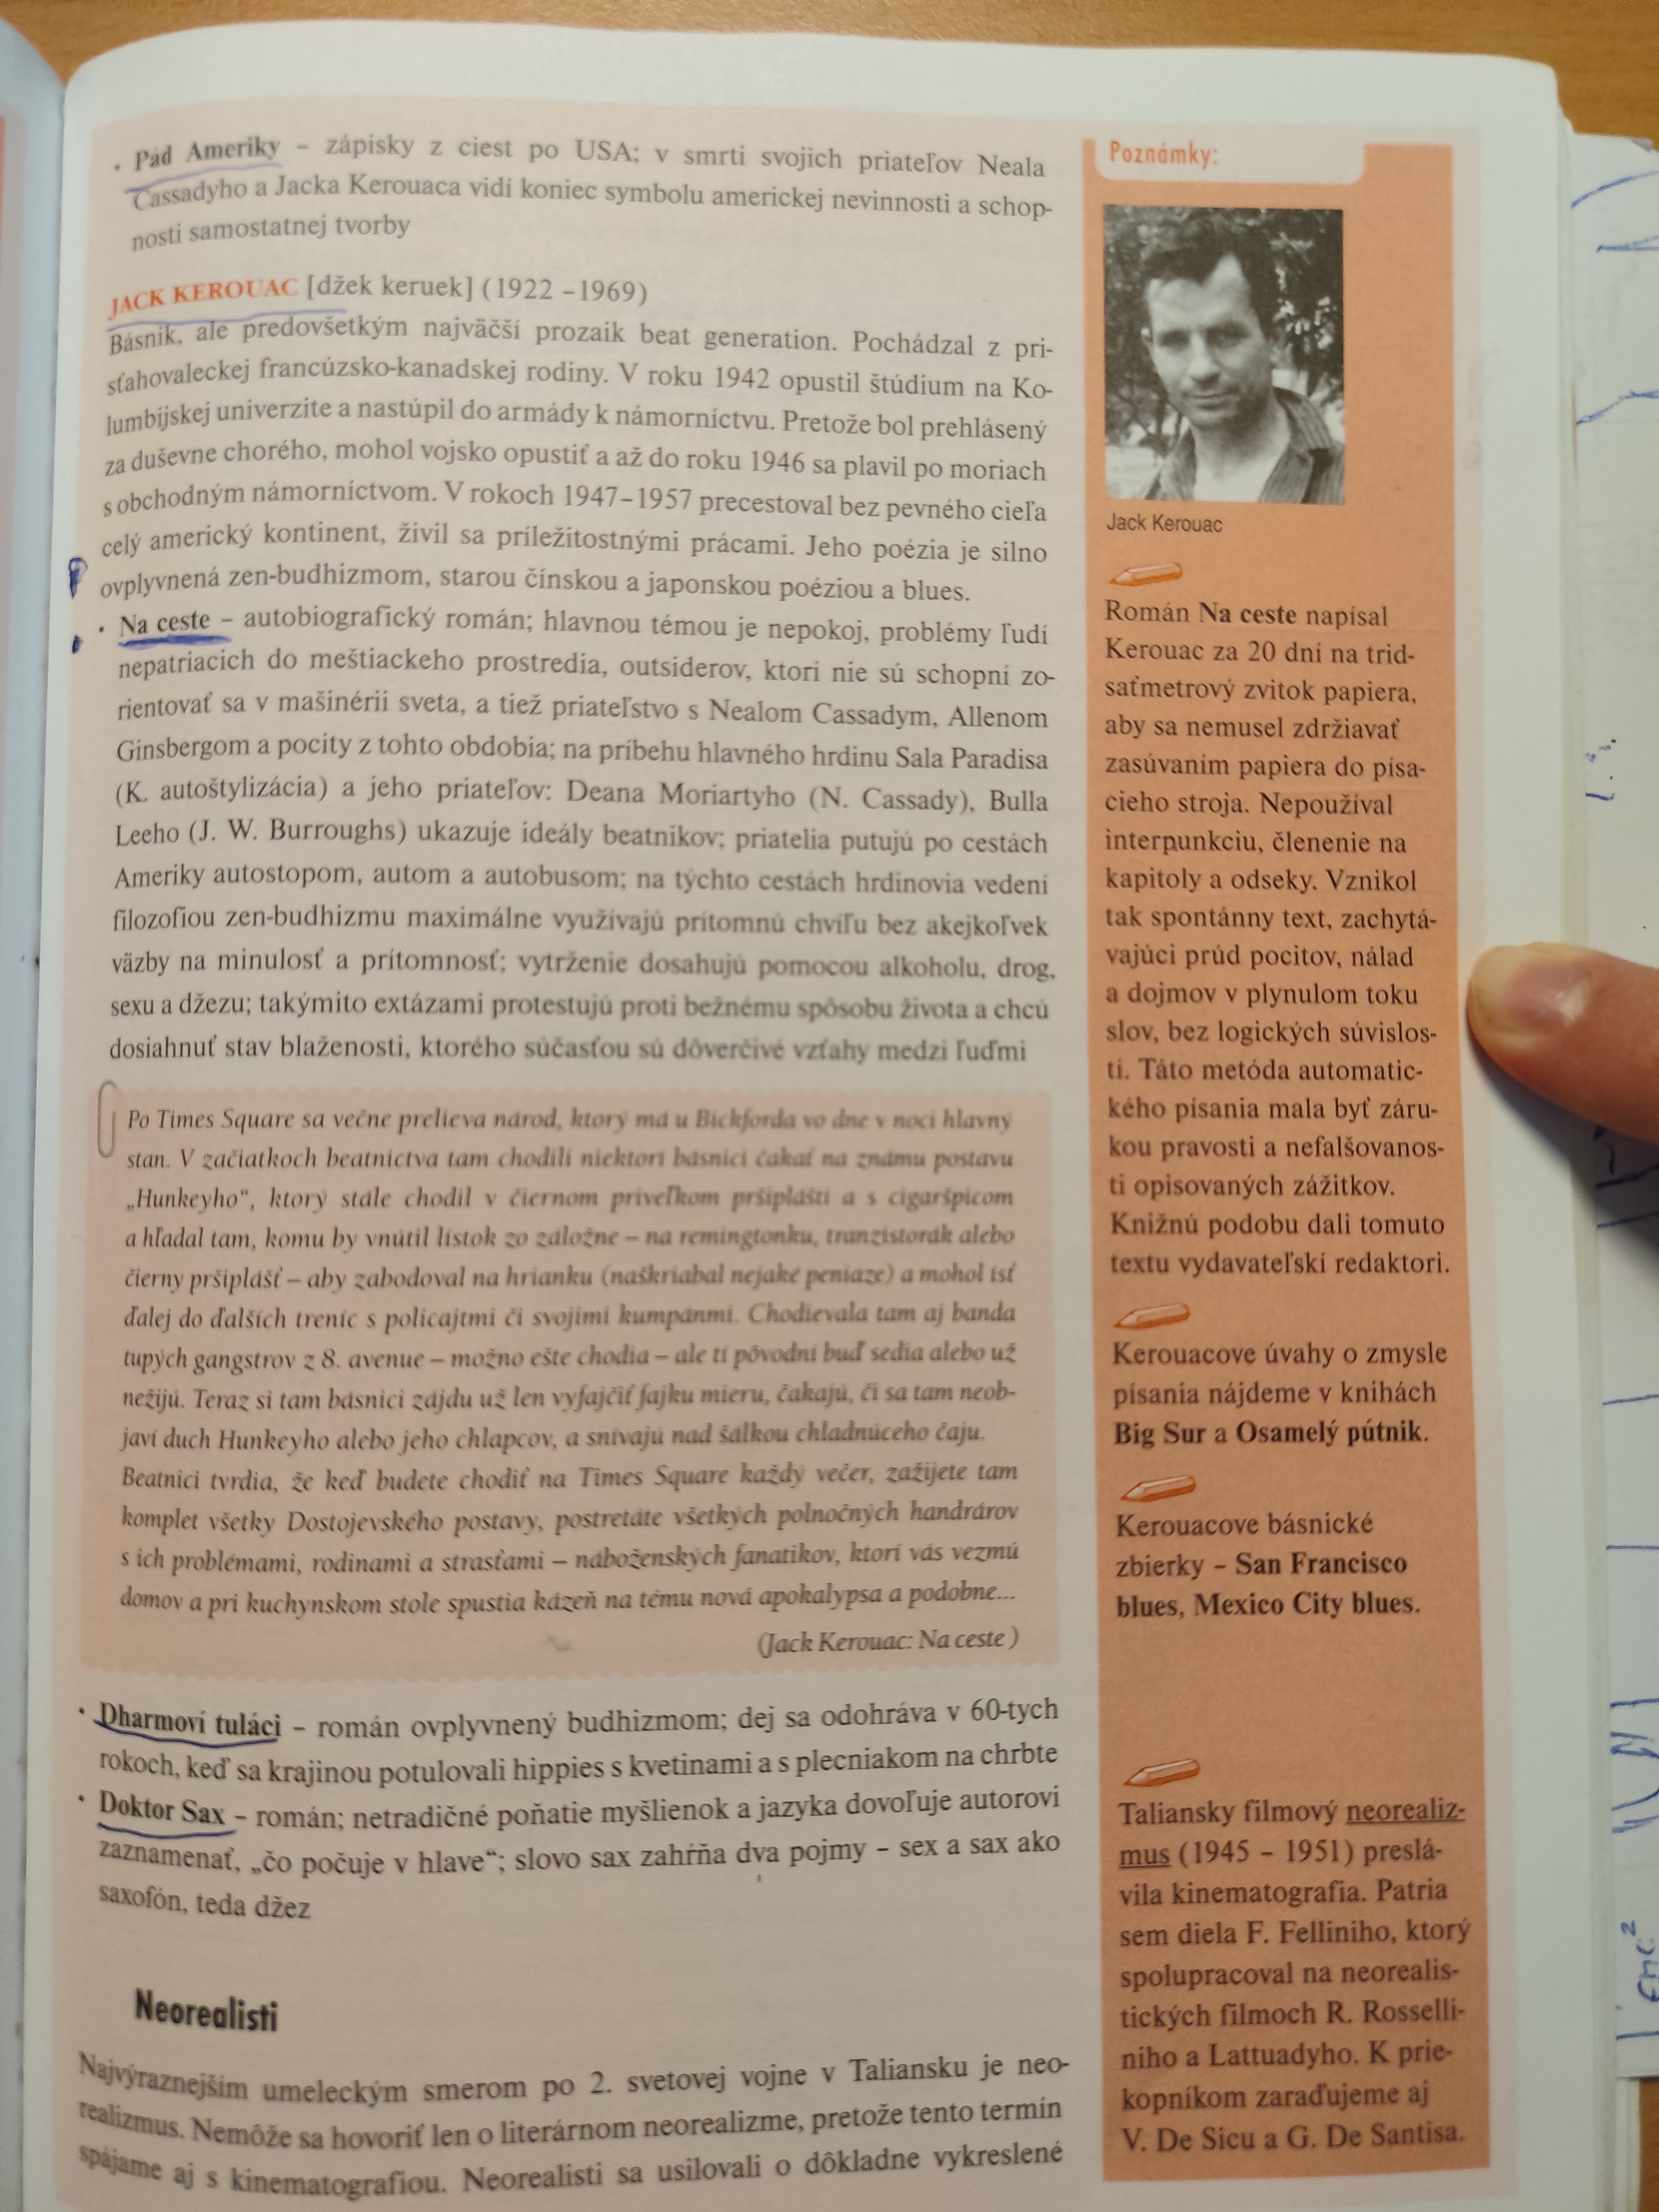 • Pád Ameriky – zápisky z ciest po USA; v smrti svojich priateľov Neala
Cassadyho a Jacka Kerouaca vidí koniec symbolu americkej nevinnosti a schop-
nosti samostatnej tvorby
JACK KEROUAC [džek keruek] (1922 –1969)
Básnik, ale predovšetkým najväčší prozaik beat generation. Pochádzal z pri-
sťahovaleckej francúzsko-kanadskej rodiny. V roku 1942 opustil štúdium na Ko-
lumbijskej univerzite a nastúpil do armády k námorníctvu. Pretože bol prehlásený
za duševne chorého, mohol vojsko opustiť a až do roku 1946 sa plavil po moriach
s obchodným námorníctvom. V rokoch 1947–1957 precestoval bez pevného cieľa
celý americký kontinent, živil sa príležitostnými prácami. Jeho poézia je silno
ovplyvnená zen-budhizmom, starou čínskou a japonskou poéziou a blues.
• Na ceste – autobiografický román; hlavnou témou je nepokoj, problémy ľudí
nepatriacich do meštiackeho prostredia, outsiderov, ktorí nie sú schopní zo-
rientovať sa v mašinérii sveta, a tiež priateľstvo s Nealom Cassadym, Allenom
Ginsbergom a pocity z tohto obdobia; na príbehu hlavného hrdinu Sala Paradisa
(K. autoštylizácia) a jeho priateľov: Deana Moriartyho (N. Cassady), Bulla
Leeho (J. W. Burroughs) ukazuje ideály beatnikov; priatelia putujú po cestách
Ameriky autostopom, autom a autobusom; na týchto cestách hrdinovia vedení
filozofiou zen-budhizmu maximálne využívajú prítomnú chvíľu bez akejkoľvek
väzby na minulosť a prítomnosť; vytrženie dosahujú pomocou alkoholu, drog,
sexu a džezu; takýmito extázami protestujú proti bežnému spôsobu života a chcú
dosiahnuť stav blaženosti, ktorého súčasťou sú dôverčivé vzťahy medzi ľuďmi
Po Times Square sa večne prelieva národ, ktorý má u Bickforda vo dne v noci hlavný
stan. V začiatkoch beatnictva tam chodili niektorí básnici čakať na známu postavu
„Hunkeyho“, ktorý stále chodil v čiernom priveľkom pršiplášti a s cigaršpicom
a hľadal tam, komu by vnútil lístok zo záložne – na remingtonku, tranzistorák alebo
čierny pršiplášť – aby zabodoval na hrianku (naškriabal nejaké peniaze) a mohol ísť
ďalej do ďalších treníc s policajtmi či svojimi kumpánmi. Chodievala tam aj banda
tupých gangstrov z 8. avenue – možno ešte chodia – ale tí pôvodní buď sedia alebo už
nežijú. Teraz si tam básnici zájdu už len vyfajčiť fajku mieru, čakajú, či sa tam neob-
javí duch Hunkeyho alebo jeho chlapcov, a snívajú nad šálkou chladnúceho čaju.
Beatnici tvrdia, že keď budete chodiť na Times Square každý večer, zažijete tam
komplet všetky Dostojevského postavy, postretáte všetkých polnočných handrárov
s ich problémami, rodinami a strasťami – náboženských fanatikov, ktorí vás vezmú
domov a pri kuchynskom stole spustia kázeň na tému nová apokalypsa a podobne...
(Jack Kerouac: Na ceste )
• Dharmoví tuláci – román ovplyvnený budhizmom; dej sa odohráva v 60-tych
rokoch, keď sa krajinou potulovali hippies s kvetinami a s plecniakom na chrbte
• Doktor Sax – román; netradičné poňatie myšlienok a jazyka dovoľuje autorovi
zaznamenať, „čo počuje v hlave“; slovo sax zahŕňa dva pojmy – sex a sax ako
saxofón, teda džez
Neorealisti
Najvýraznejším umeleckým smerom po 2. svetovej vojne v Taliansku je neo-
realizmus. Nemôže sa hovoriť len o literárnom neorealizme, pretože tento termín
spájame aj s kinematografiou. Neorealisti sa usilovali o dôkladne vykreslené
Poznámky:
Jack Kerouac
Román Na ceste napísal
Kerouac za 20 dní na trid-
saťmetrový zvitok papiera,
aby sa nemusel zdržiavať
zasúvaním papiera do písa-
cieho stroja. Nepoužíval
interpunkciu, členenie na
kapitoly a odseky. Vznikol
tak spontánny text, zachytá-
vajúci prúd pocitov, nálad
a dojmov v plynulom toku
slov, bez logických súvislos-
tí. Táto metóda automatic-
kého písania mala byť záru-
kou pravosti a nefalšovanos-
ti opisovaných zážitkov.
Knižnú podobu dali tomuto
textu vydavateľskí redaktori.
Kerouacove úvahy o zmysle
písania nájdeme v knihách
Big Sur a Osamelý pútnik.
Kerouacove básnické
zbierky – San Francisco
blues, Mexico City blues.
Taliansky filmový neorealiz-
mus (1945 – 1951) preslá-
vila kinematografia. Patria
sem diela F. Felliniho, ktorý
spolupracoval na neorealis-
tických filmoch R. Rosselli-
niho a Lattuadyho. K prie-
kopníkom zaraďujeme aj
V. De Sicu a G. De Santisa.